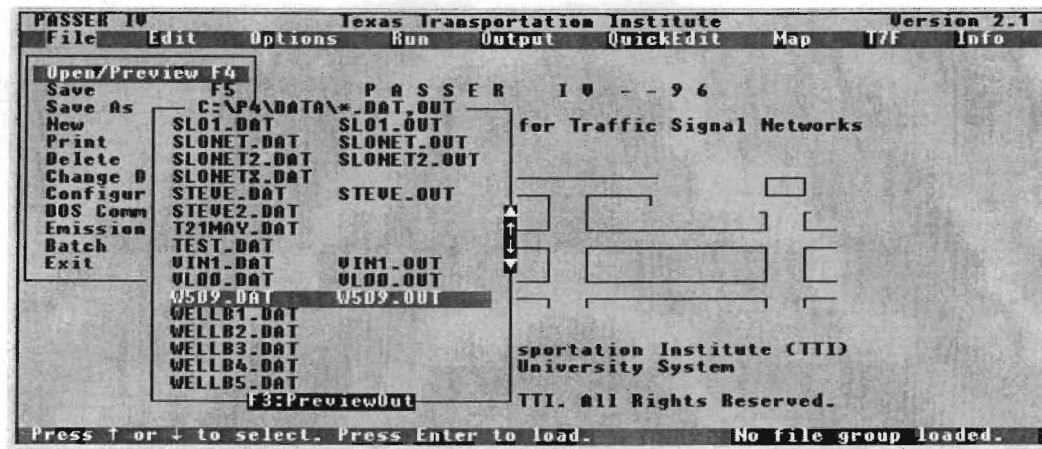 PASSER IV Texas Transportation Institute Version 2.1
File Edit Options Run Output QuickEdit Map T7F Info
Open/Preview F4
Save F5
Save As
New
Print
Delete
Change D
Configur
DOS Comm
Emission
Batch
Exit
P A S S E R I V - - 9 6
C:\P4\DATA\*.DAT,OUT
SLO1.DAT SLO1.OUT
SLONET.DAT SLONET.OUT
SLONET2.DAT SLONET2.OUT
SLONETX.DAT
STEVE.DAT STEVE.OUT
STEVE2.DAT
T21MAY.DAT
TEST.DAT
VIN1.DAT VIN1.OUT
VLOD.DAT VLOD.OUT
W5D9.DAT W5D9.OUT
WELLB1.DAT
WELLB2.DAT
WELLB3.DAT
WELLB4.DAT
WELLB5.DAT
F3:PreviewOut
for Traffic Signal Networks
sportation Institute (TTI)
University System
TTI. All Rights Reserved.
Press ↑ or ↓ to select. Press Enter to load. No file group loaded.